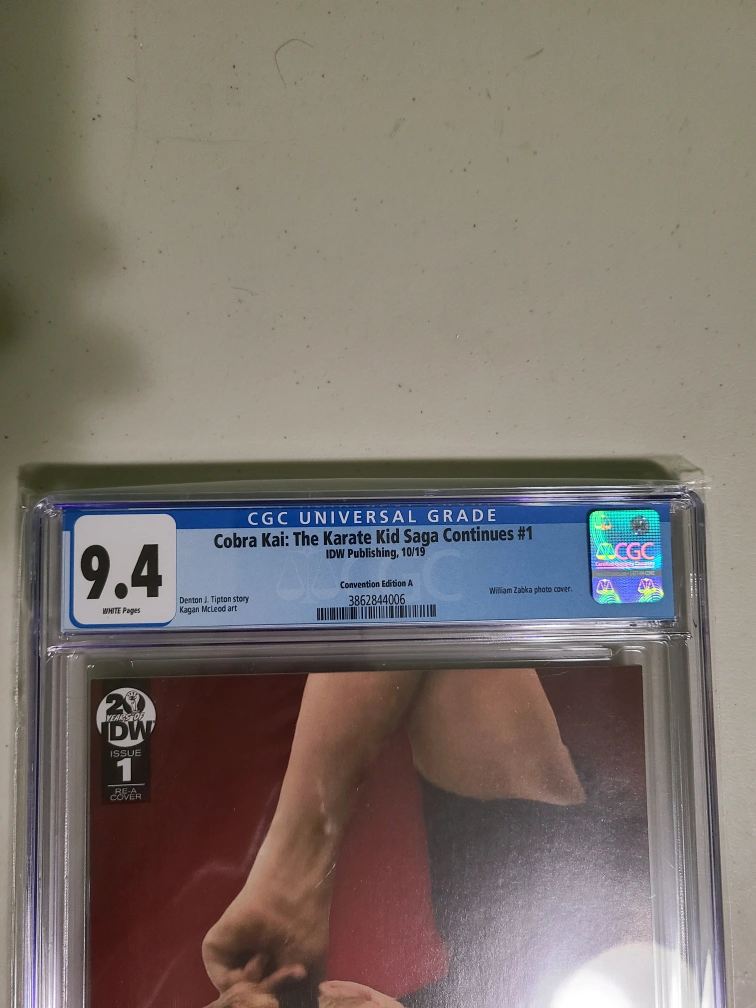 CGC UNIVERSAL GRADE
9.4
WHITE Pages
Cobra Kai: The Karate Kid Saga Continues #1
IDW Publishing, 10/19
Convention Edition A
Denton J. Tipton story
Kagan McLeod art
3862844006
William Zabka photo cover.
CGC
20
YEARS OF
IDW
ISSUE
1
RE-A
COVER